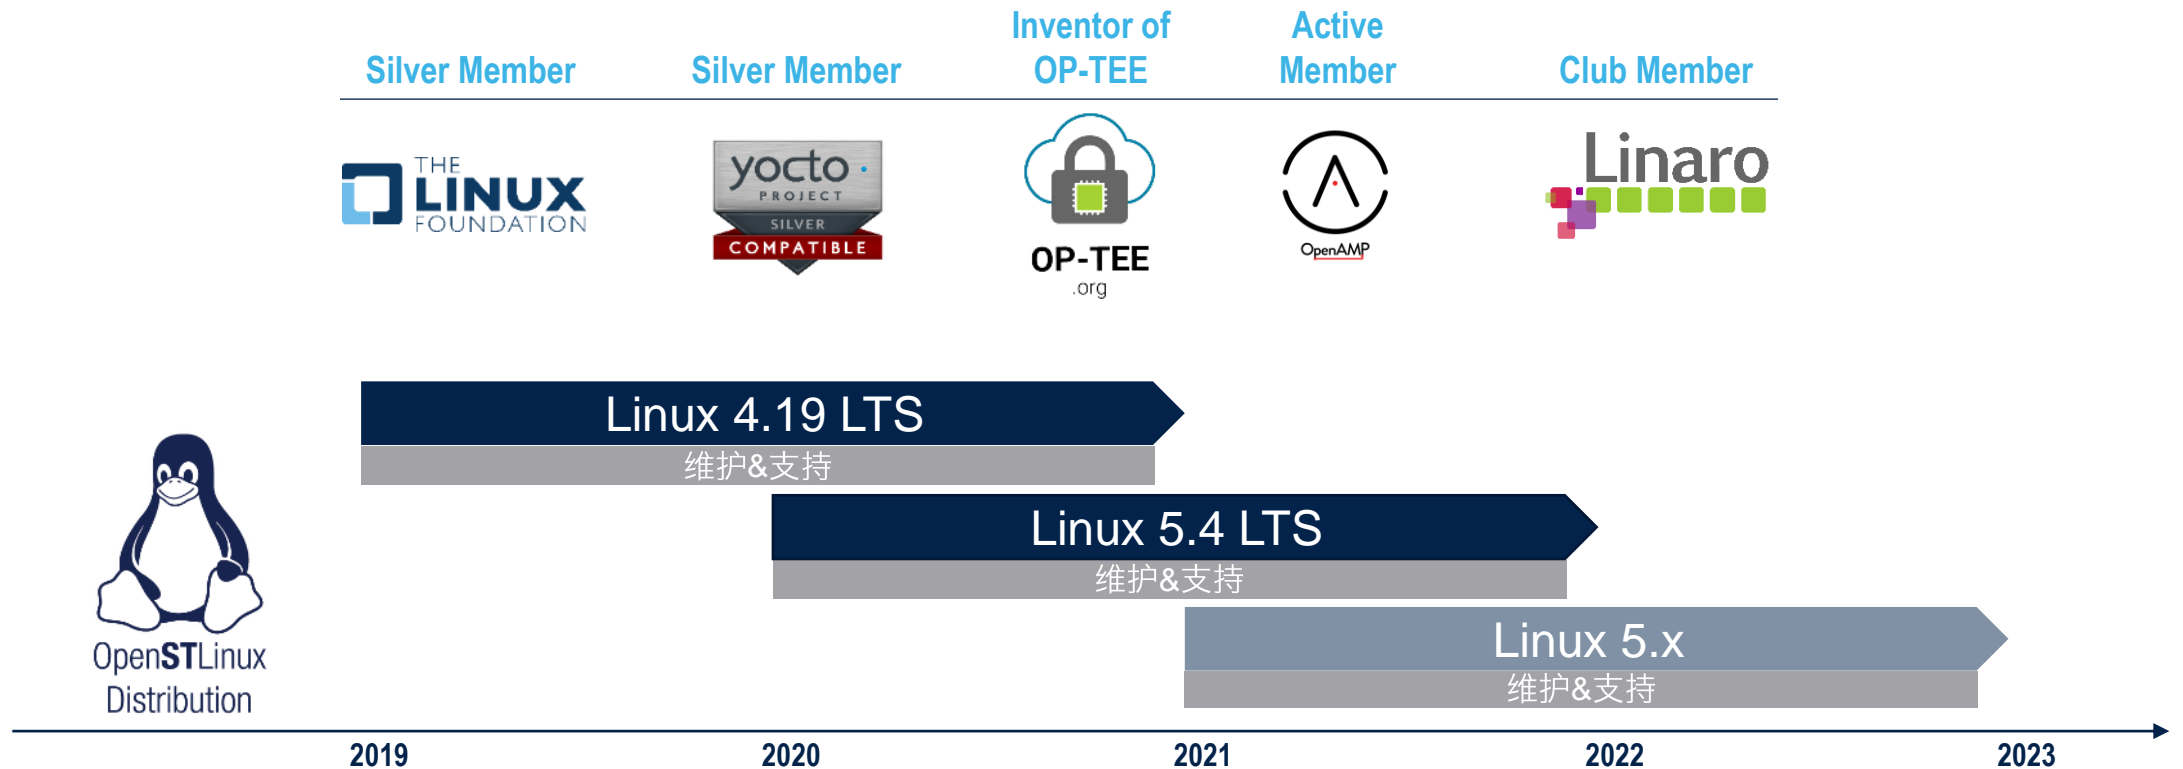 Silver Member
Silver Member
Inventor of
OP-TEE
Active
Member
Club Member
THE
LINUX
FOUNDATION
yocto
PROJECT
SILVER
COMPATIBLE
OP-TEE
.org
OpenAMP
Linaro
Linux 4.19 LTS
维护&支持
Linux 5.4 LTS
维护&支持
Linux 5.x
维护&支持
OpenSTLinux
Distribution
2019
2020
2021
2022
2023